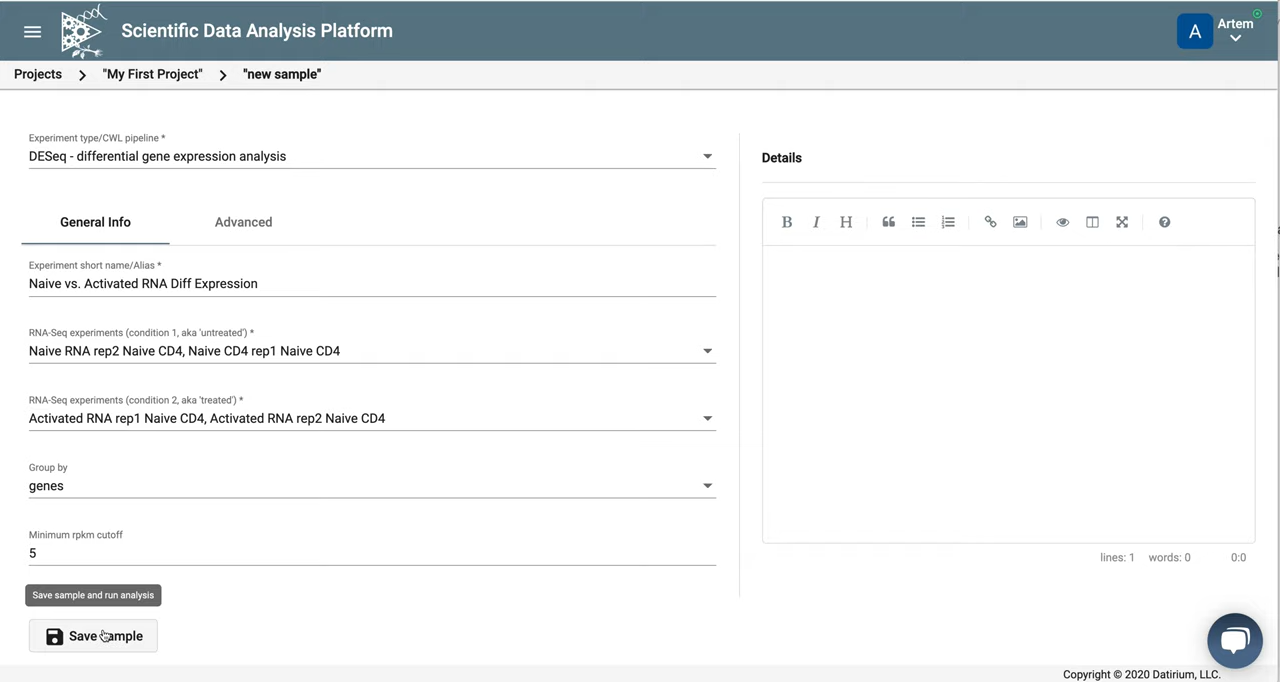 Scientific Data Analysis Platform
A
Artem
Projects > "My First Project" > "new sample"
Experiment type/CWL pipeline *
DESeq - differential gene expression analysis
General Info
Advanced
Experiment short name/Alias *
Naive vs. Activated RNA Diff Expression
RNA-Seq experiments (condition 1, aka 'untreated') *
Naive RNA rep2 Naive CD4, Naive CD4 rep1 Naive CD4
RNA-Seq experiments (condition 2, aka 'treated') *
Activated RNA rep1 Naive CD4, Activated RNA rep2 Naive CD4
Group by
genes
Minimum rpkm cutoff
5
Save sample and run analysis
Save sample
Details
B I H
lines: 1 words: 0 0:0
Copyright © 2020 Datirium, LLC.